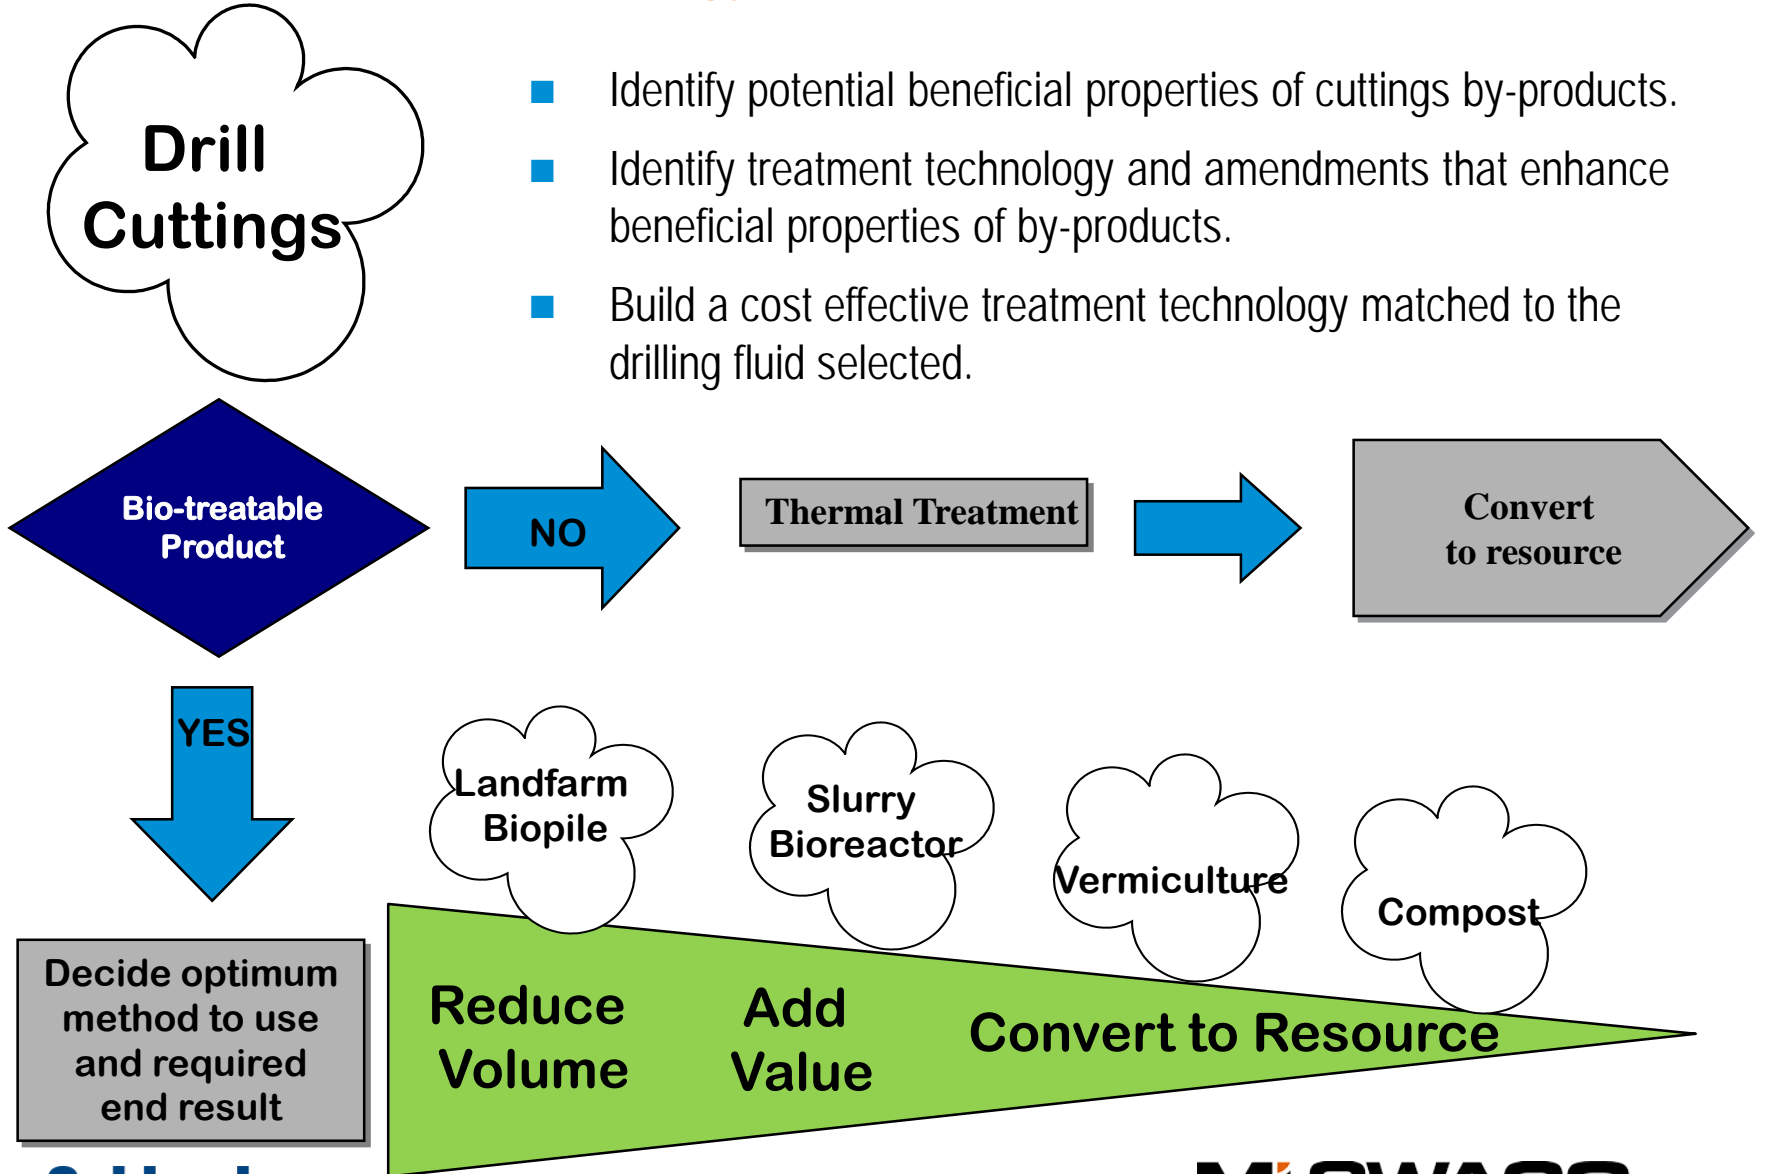 Drill
Cuttings
Identify potential beneficial properties of cuttings by-products.
Identify treatment technology and amendments that enhance
beneficial properties of by-products.
Build a cost effective treatment technology matched to the
drilling fluid selected.
Bio-treatable
Product
NO
Thermal Treatment
Convert
to resource
YES
Landfarm
Biopile
Slurry
Bioreactor
Vermiculture
Compost
Decide optimum
method to use
and required
end result
Reduce
Volume
Add
Value
Convert to Resource